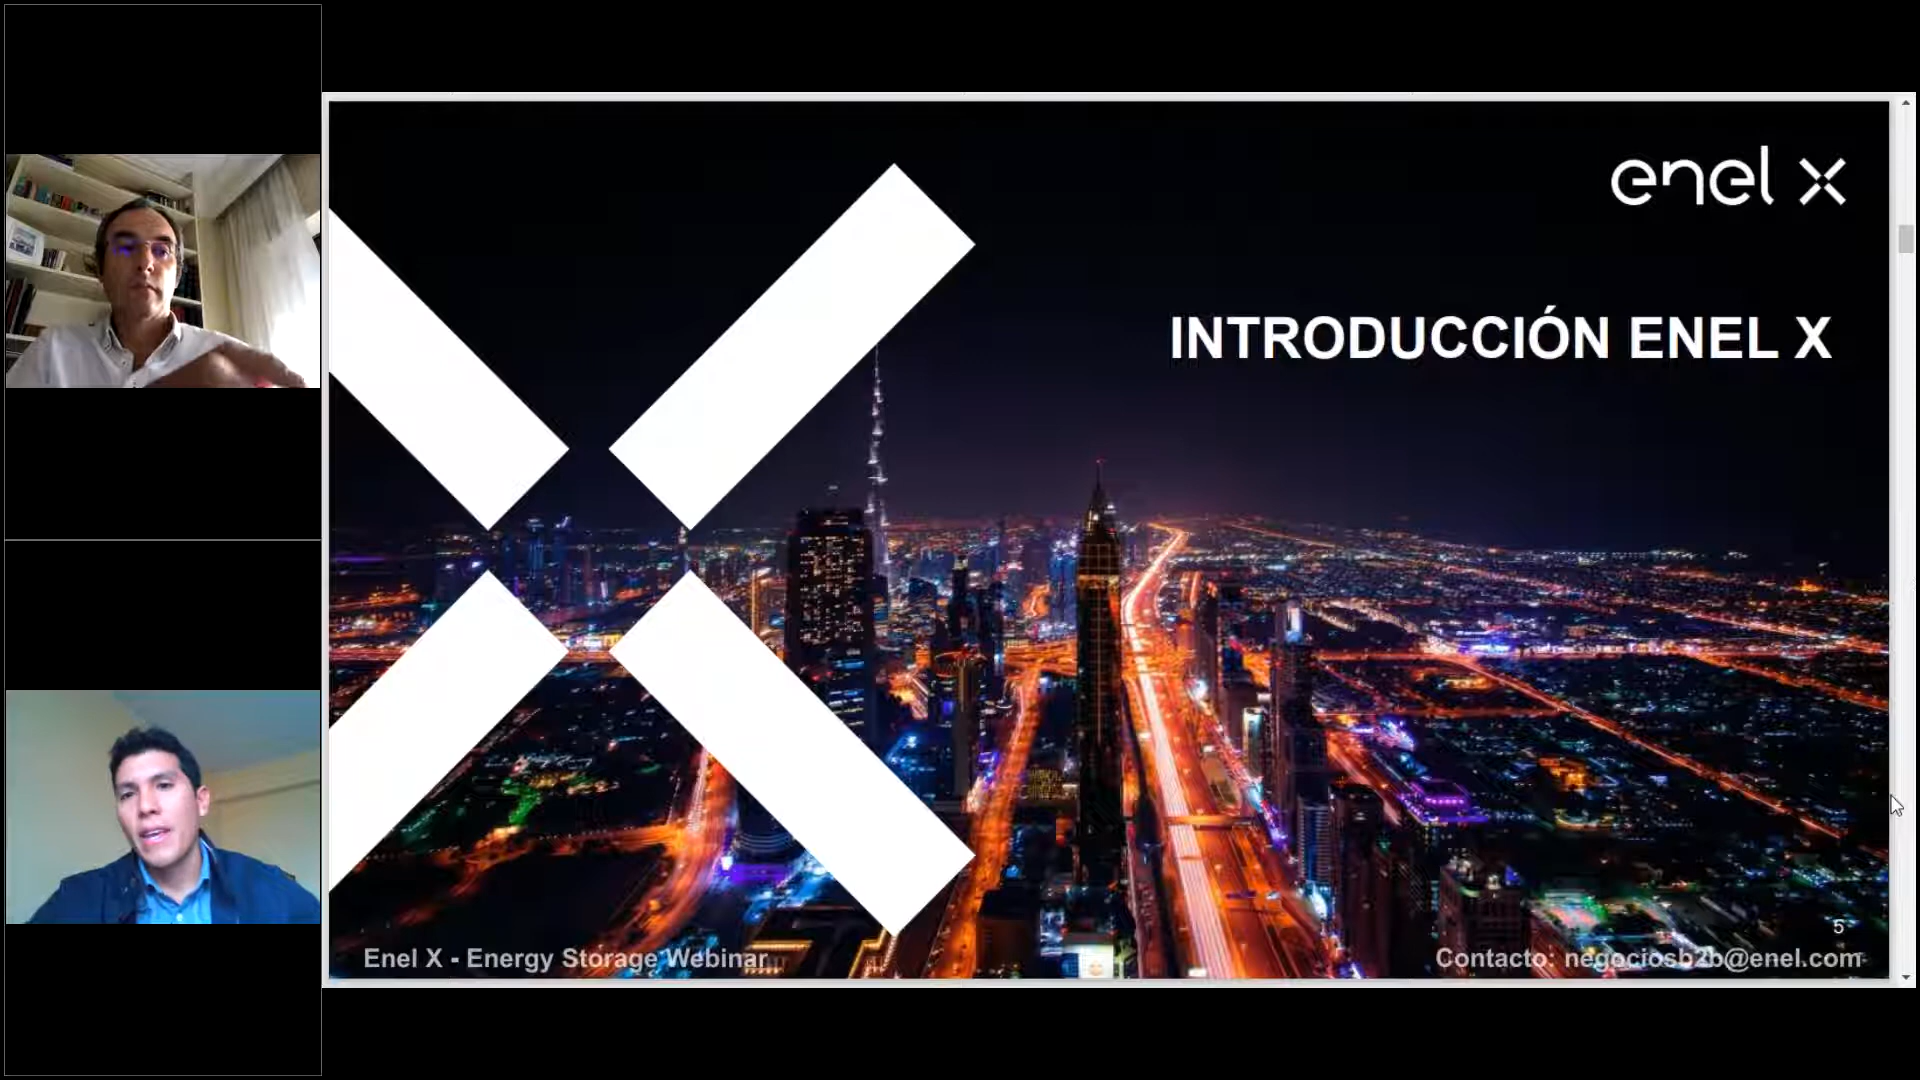 enel x
INTRODUCCIÓN ENEL X
5
Enel X - Energy Storage Webinar
Contacto: negociosb2b@enel.com